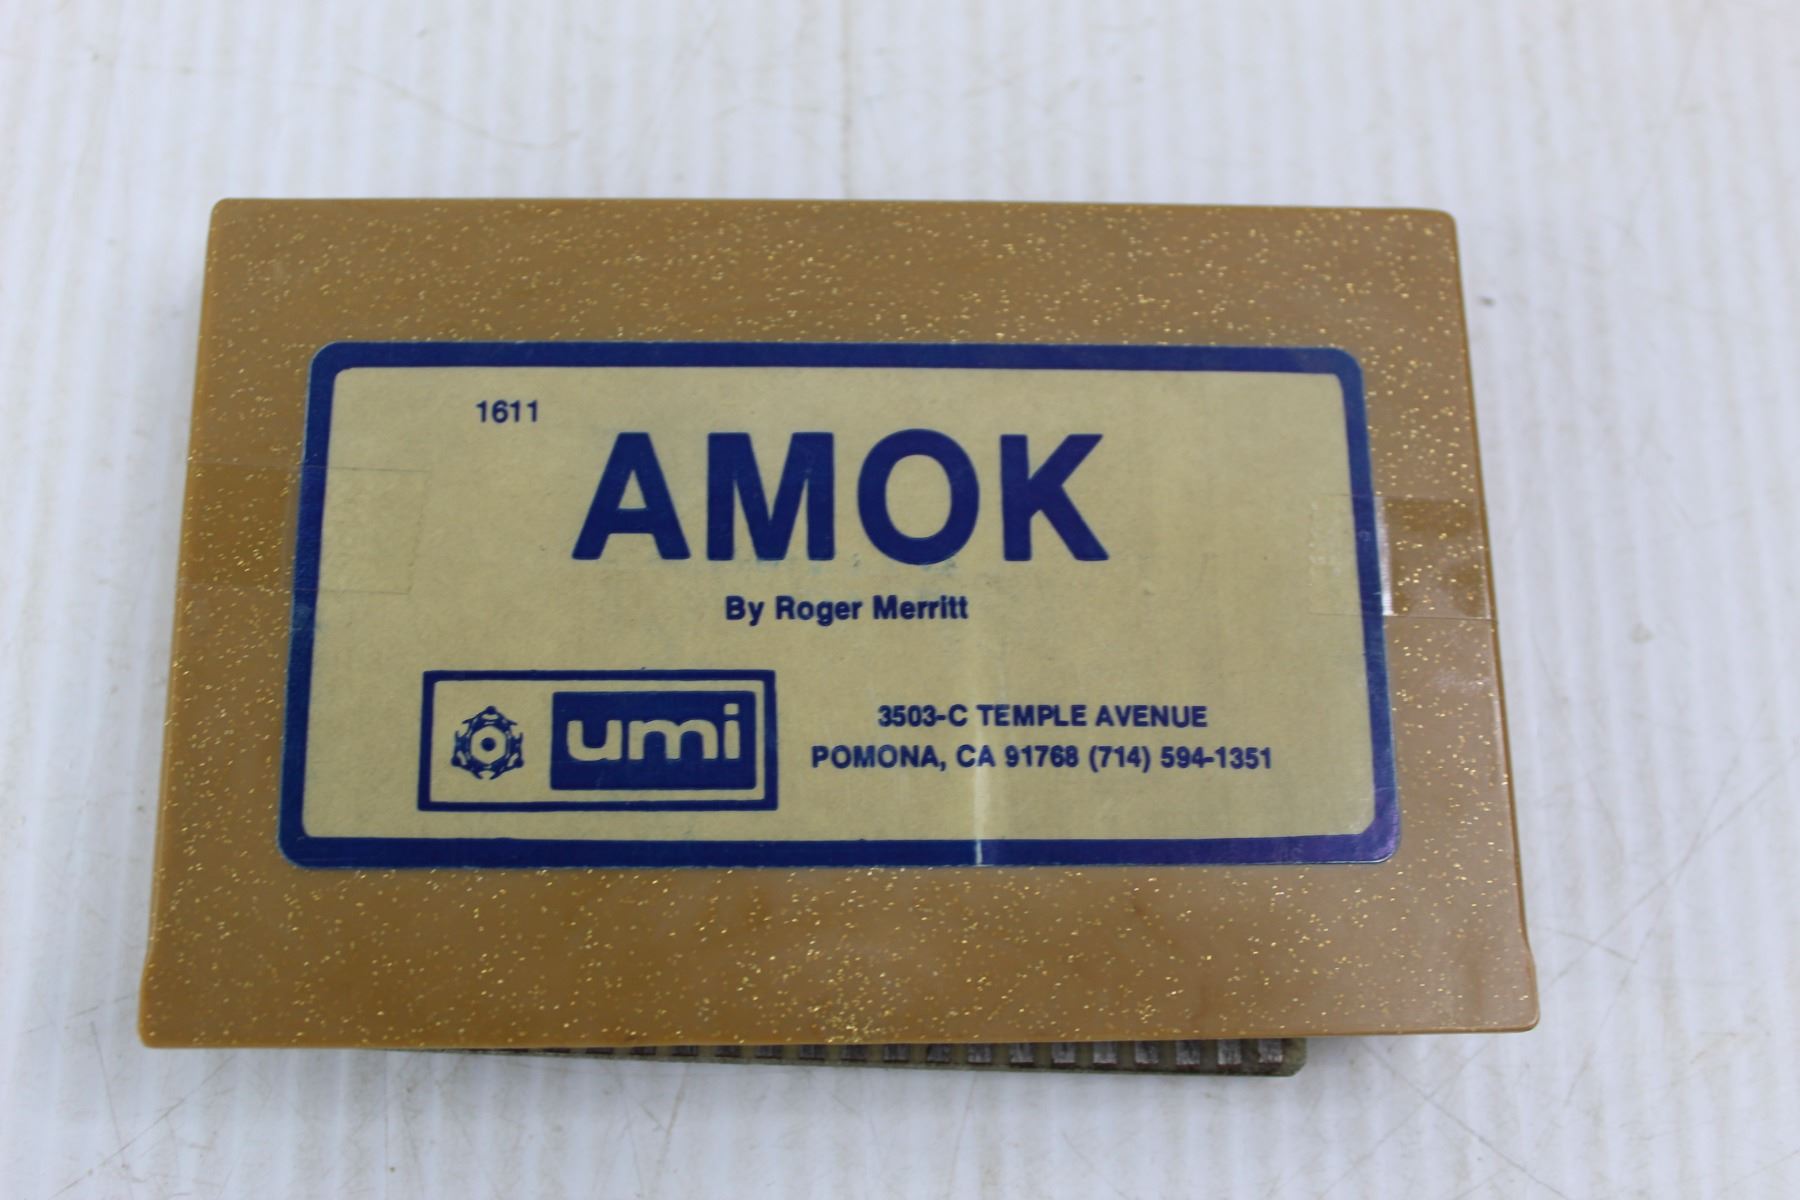 1611
AMOK
By Roger Merritt
umi
3503-C TEMPLE AVENUE
POMONA, CA 91768 (714) 594-1351